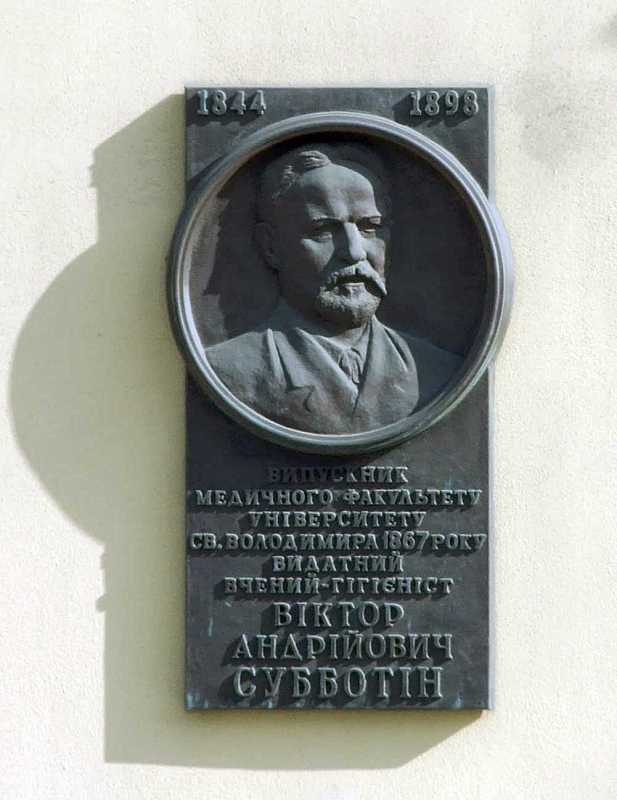 1844 1898
ВИПУСКНИК
МЕДИЧНОГО ФАКУЛЬТЕТУ
УНІВЕРСИТЕТУ
СВ. ВОЛОДИМИРА 1867 РОКУ
ВИДАТНИЙ
ВЧЕНИЙ-ГІГІЄНІСТ
ВІКТОР
АНДРІЙОВИЧ
СУББОТІН